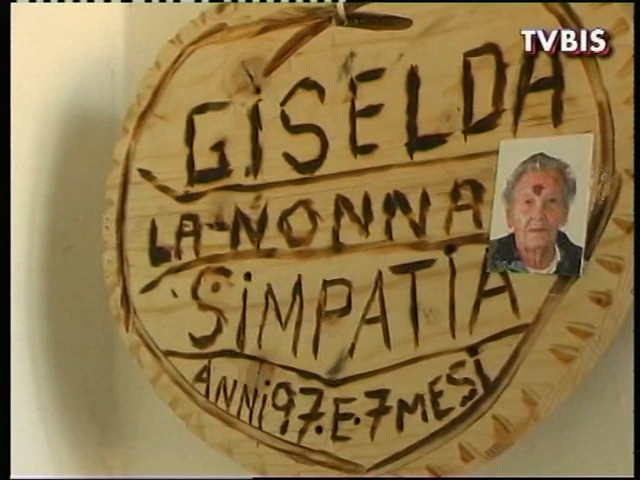 TVBIS
GiSELDA
LA-NONNA
SiMPATiA
ANNi 97.E.7 MESi